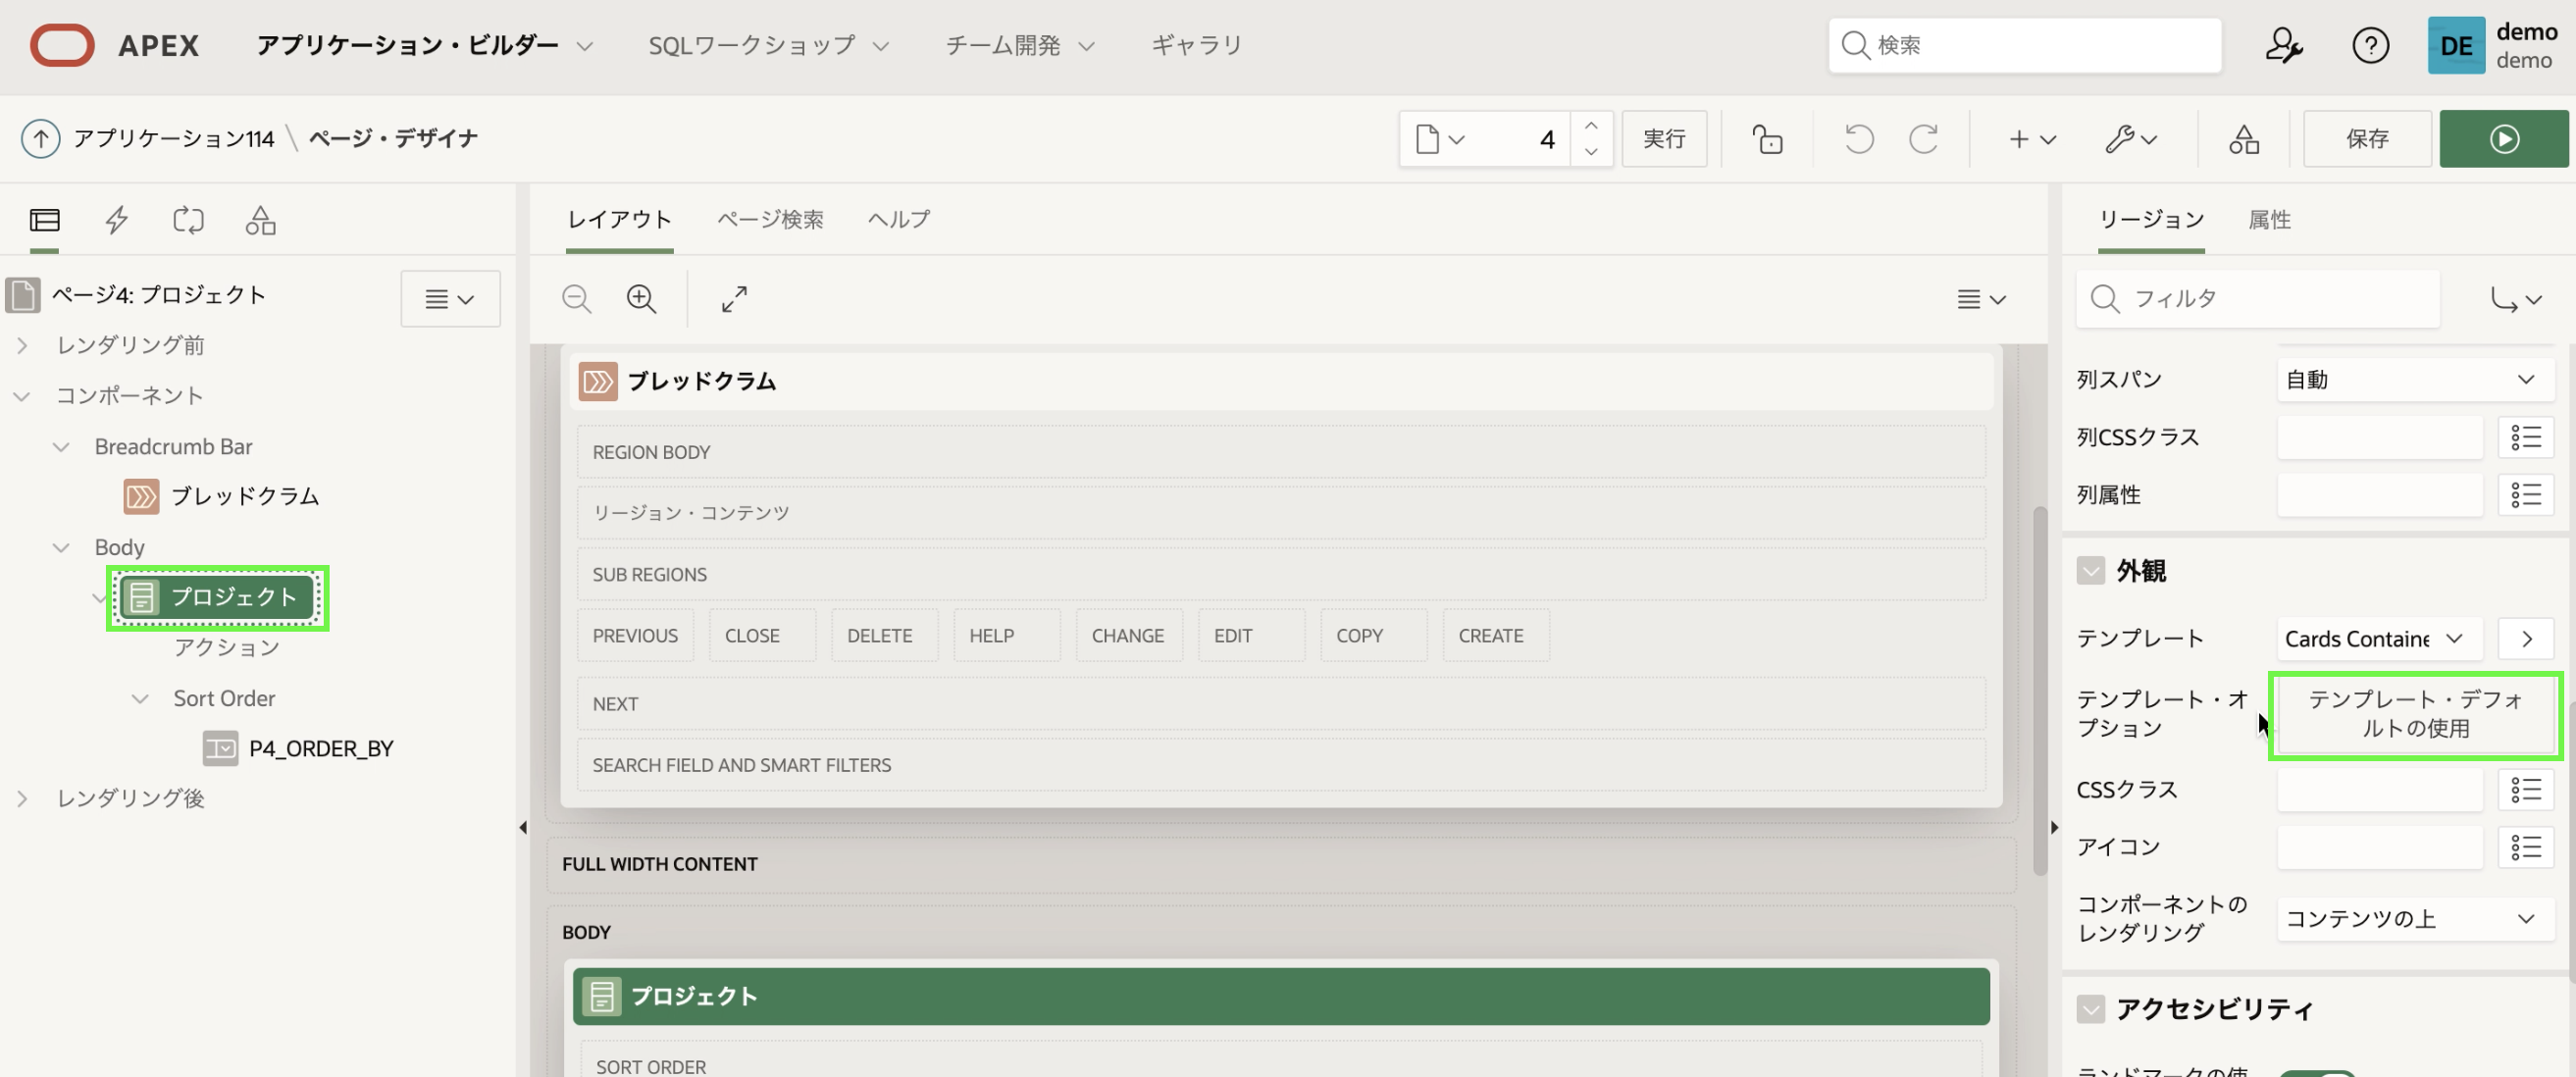 APEX アプリケーション・ビルダー SQLワークショップ チーム開発 ギャラリ 検索 DE demo
demo
アプリケーション114 \ ページ・デザイナ 4 実行 保存
レイアウト ページ検索 ヘルプ リージョン 属性
ページ4: プロジェクト
フィルタ
レンダリング前
コンポーネント
Breadcrumb Bar
ブレッドクラム
Body
プロジェクト
アクション
Sort Order
P4_ORDER_BY
レンダリング後
ブレッドクラム
REGION BODY
リージョン・コンテンツ
SUB REGIONS
PREVIOUS CLOSE DELETE HELP CHANGE EDIT COPY CREATE
NEXT
SEARCH FIELD AND SMART FILTERS
FULL WIDTH CONTENT
BODY
プロジェクト
SORT ORDER
列スパン 自動
列CSSクラス
列属性
外観
テンプレート Cards Containe
テンプレート・オ
プション
テンプレート・デフォ
ルトの使用
CSSクラス
アイコン
コンポーネントの
レンダリング
コンテンツの上
アクセシビリティ
ランドマークの使